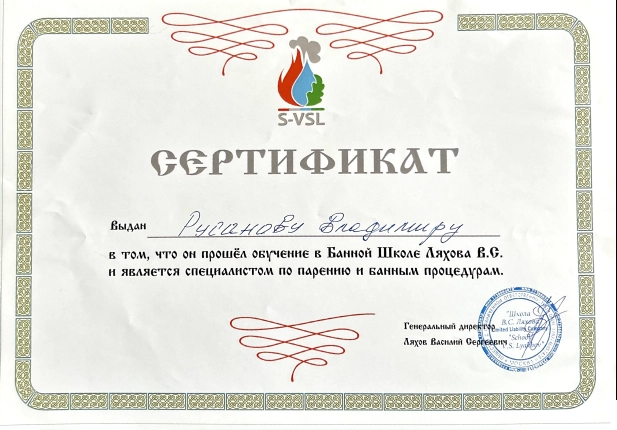 S-VSL
СЕРТИФИКАТ
Выдан Русанову Владимиру
в том, что он прошёл обучение в Банной Школе Ляхова В.С.
и является специалистом по парению и банным процедурам.
Генеральный директор
Ляхов Василий Сергеевич
"Школа
В.С. Ляхова"
Limited Liability Company
"School
V.S. Lyahov"